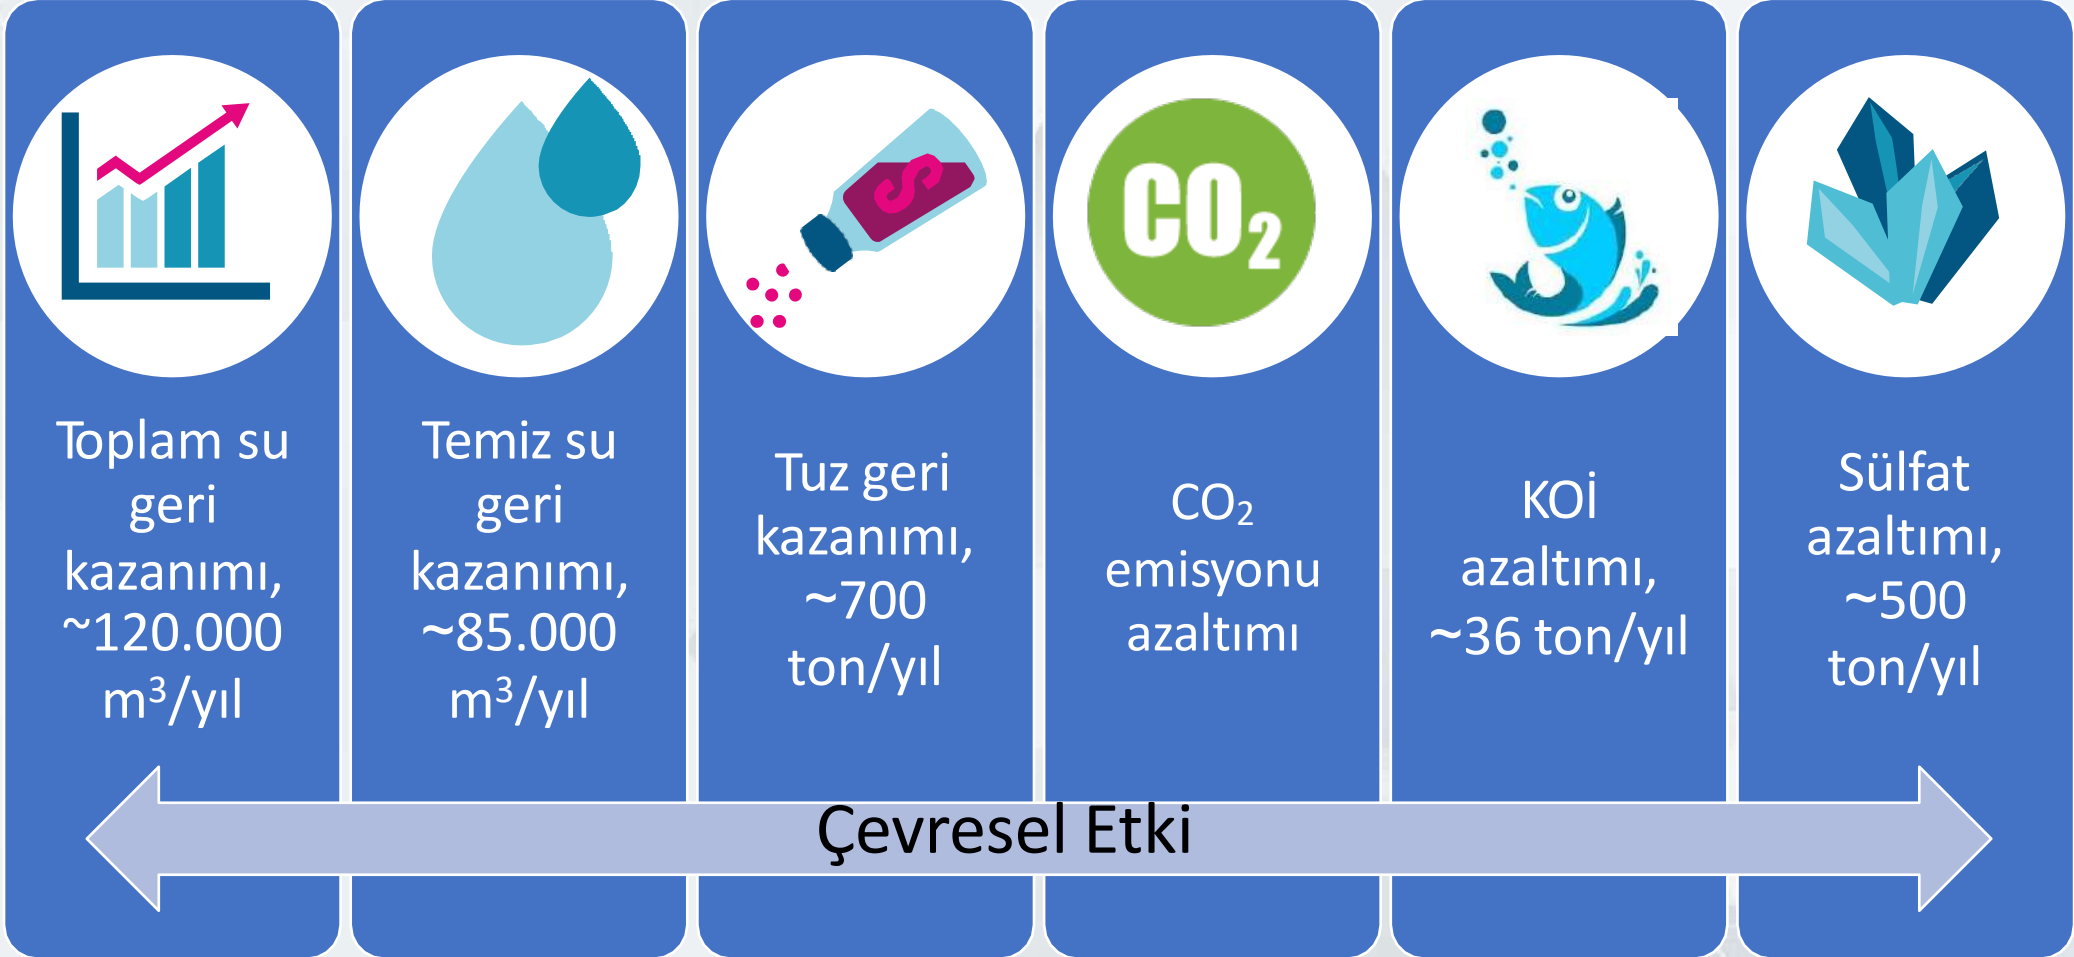 Toplam su
geri
kazanımı,
~120.000
m³/yıl
Temiz su
geri
kazanımı,
~85.000
m³/yıl
S
Tuz geri
kazanımı,
~700
ton/yıl
CO₂
CO₂
emisyonu
azaltımı
KOİ
azaltımı,
~36 ton/yıl
Sülfat
azaltımı,
~500
ton/yıl
Çevresel Etki